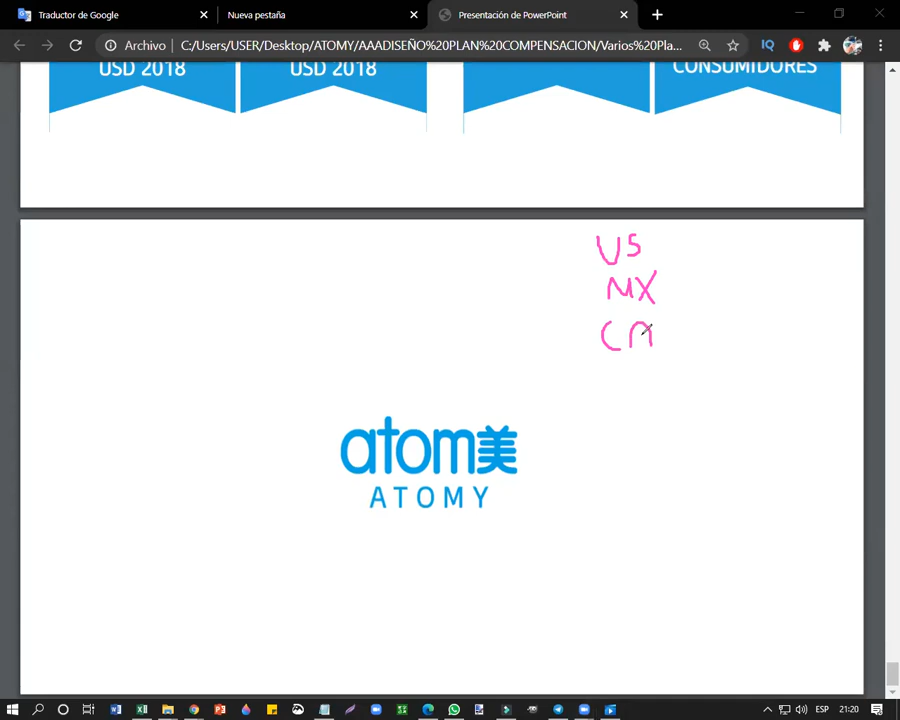 Traductor de Google
Nueva pestaña
Presentación de PowerPoint
Archivo
C:/Users/USER/Desktop/ATOMY/AAADISEÑO%20PLAN%20COMPENSACION/Varios%20Pla...
IQ
USD 2018
USD 2018
CONSUMIDORES
US
MX
CA
atom美
ATOMY
ESP
21:20